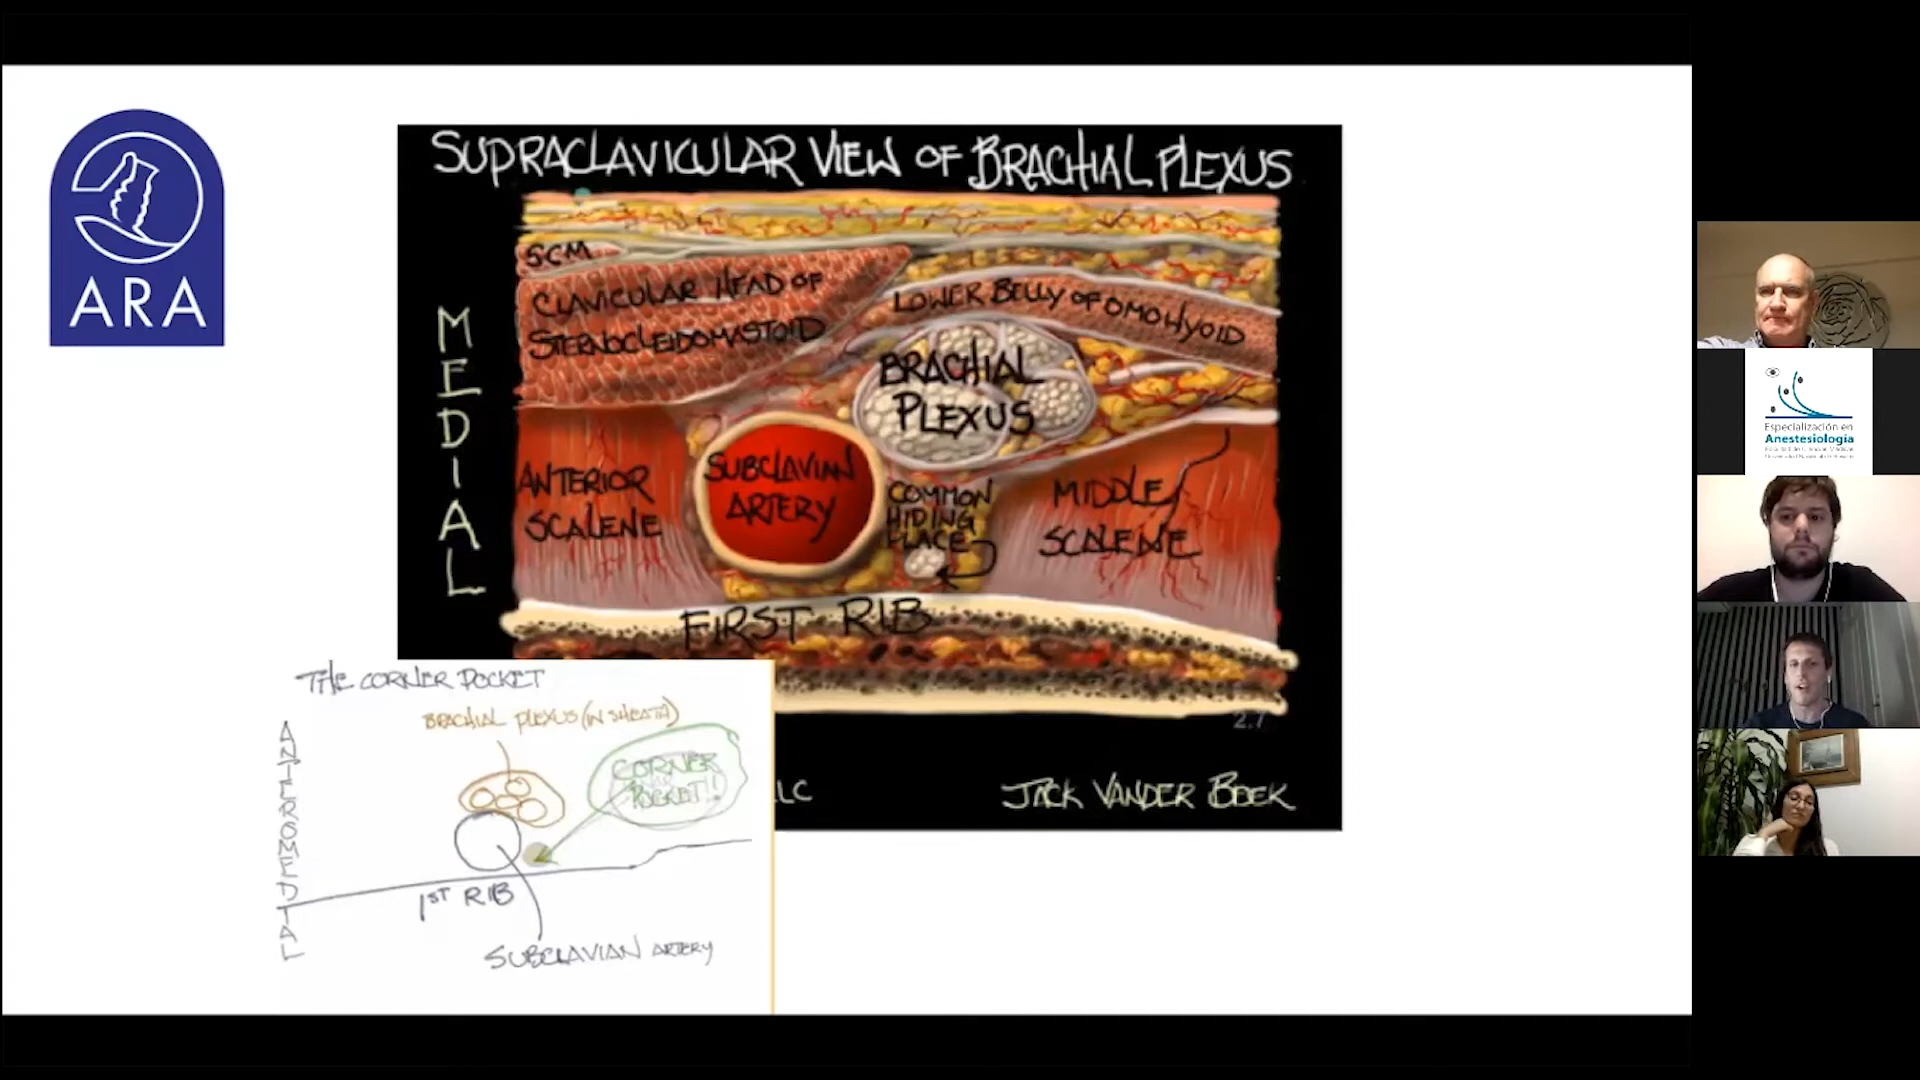 ARA
SUPRACLAVICULAR VIEW OF BRACHIAL PLEXUS
MEDIAL
SCM
CLAVICULAR HEAD OF
STERNOCLEIDOMASTOID
LOWER BELLY OF OMOHYOID
BRACHIAL
PLEXUS
ANTERIOR
SCALENE
SUBCLAVIAN
ARTERY
COMMON
HIDING
PLACE
MIDDLE
SCALENE
FIRST RIB
2.7
LLC
JACK VANDER BEEK
THE CORNER POCKET
BRACHIAL PLEXUS (IN SHEATH)
CORNER
POCKET!!
1ST RIB
SUBCLAVIAN ARTERY
Especialización en
Anestesiología